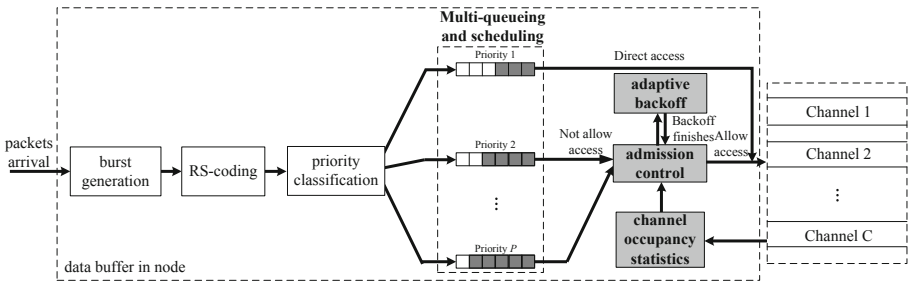 Multi-queueing
and scheduling
packets
arrival
burst
generation
RS-coding
priority
classification
Priority 1
Priority 2
⋮
Priority P
Direct access
adaptive
backoff
Backoff
finishes
Not allow
access
Allow
access
admission
control
channel
occupancy
statistics
Channel 1
Channel 2
⋮
Channel C
data buffer in node